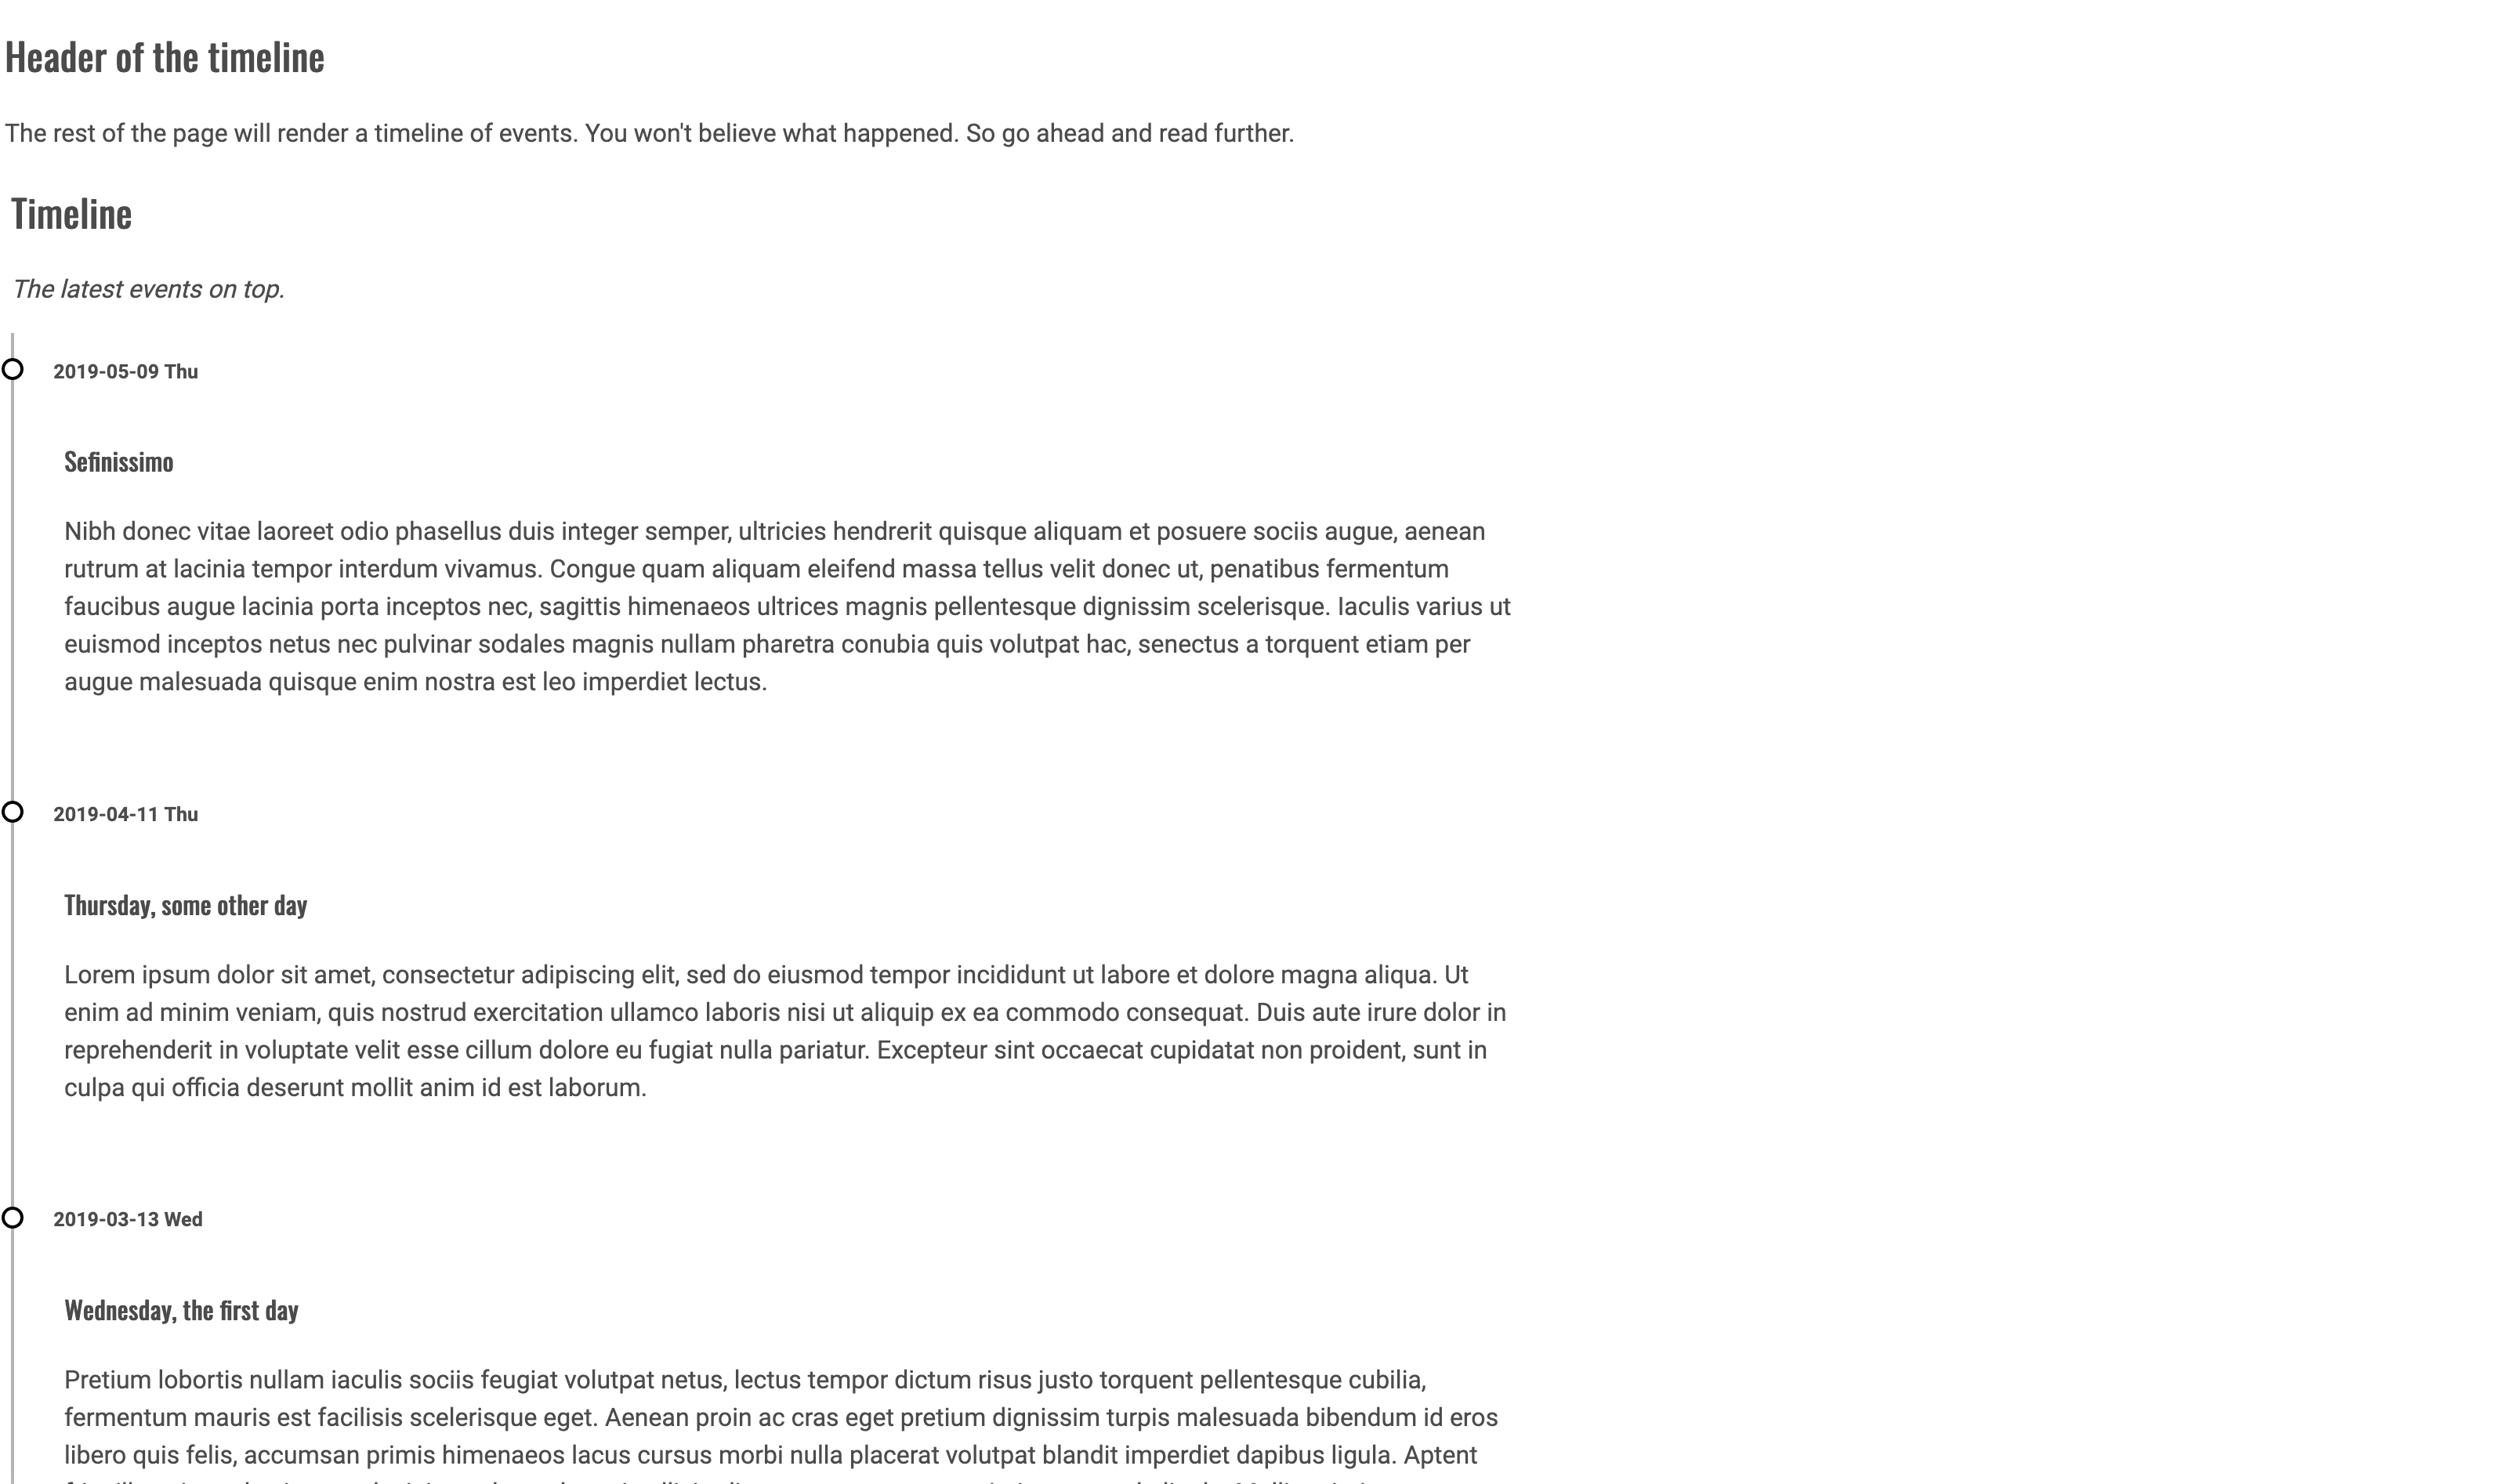 Header of the timeline
The rest of the page will render a timeline of events. You won't believe what happened. So go ahead and read further.
Timeline
The latest events on top.
2019-05-09 Thu
Sefinissimo
Nibh donec vitae laoreet odio phasellus duis integer semper, ultricies hendrerit quisque aliquam et posuere sociis augue, aenean
rutrum at lacinia tempor interdum vivamus. Congue quam aliquam eleifend massa tellus velit donec ut, penatibus fermentum
faucibus augue lacinia porta inceptos nec, sagittis himenaeos ultrices magnis pellentesque dignissim scelerisque. Iaculis varius ut
euismod inceptos netus nec pulvinar sodales magnis nullam pharetra conubia quis volutpat hac, senectus a torquent etiam per
augue malesuada quisque enim nostra est leo imperdiet lectus.
2019-04-11 Thu
Thursday, some other day
Lorem ipsum dolor sit amet, consectetur adipiscing elit, sed do eiusmod tempor incididunt ut labore et dolore magna aliqua. Ut
enim ad minim veniam, quis nostrud exercitation ullamco laboris nisi ut aliquip ex ea commodo consequat. Duis aute irure dolor in
reprehenderit in voluptate velit esse cillum dolore eu fugiat nulla pariatur. Excepteur sint occaecat cupidatat non proident, sunt in
culpa qui officia deserunt mollit anim id est laborum.
2019-03-13 Wed
Wednesday, the first day
Pretium lobortis nullam iaculis sociis feugiat volutpat netus, lectus tempor dictum risus justo torquent pellentesque cubilia,
fermentum mauris est facilisis scelerisque eget. Aenean proin ac cras eget pretium dignissim turpis malesuada bibendum id eros
libero quis felis, accumsan primis himenaeos lacus cursus morbi nulla placerat volutpat blandit imperdiet dapibus ligula. Aptent